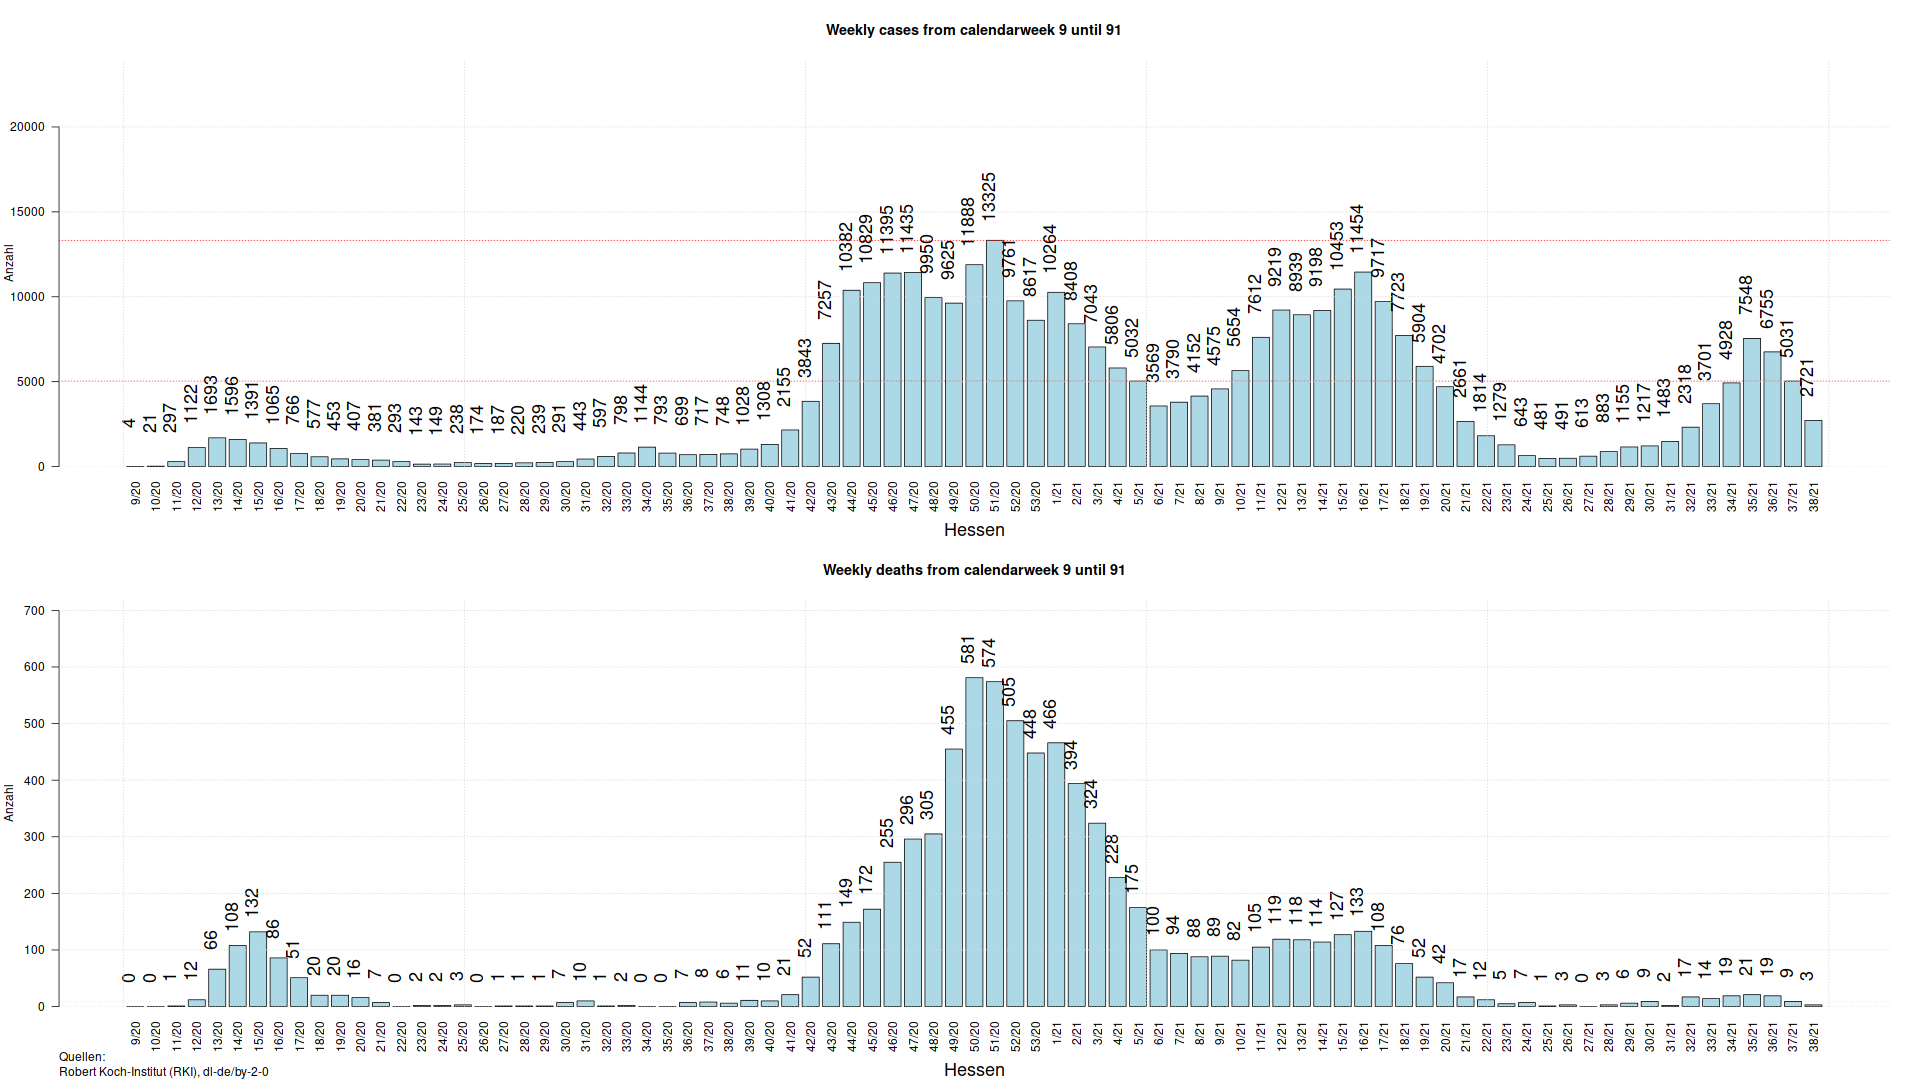 Weekly cases from calendarweek 9 until 91
Anzahl
20000
15000
10000
5000
0
4 21 297 1122 1693 1596 1391 1065 766 577 453 407 381 293 143 149 238 174 187 220 239 291 443 597 798 1144 793 699 717 748 1028 1308 2155 3843 7257 10382 10829 11395 11435 9950 9625 11888 13325 9761 8617 10264 8408 7043 5806 5032 3569 3790 4152 4575 5654 7612 9219 8939 9198 10453 11454 9717 7723 5904 4702 2661 1814 1279 643 481 491 613 883 1155 1217 1483 2318 3701 4928 7548 6755 5031 2721
9/20 10/20 11/20 12/20 13/20 14/20 15/20 16/20 17/20 18/20 19/20 20/20 21/20 22/20 23/20 24/20 25/20 26/20 27/20 28/20 29/20 30/20 31/20 32/20 33/20 34/20 35/20 36/20 37/20 38/20 39/20 40/20 41/20 42/20 43/20 44/20 45/20 46/20 47/20 48/20 49/20 50/20 51/20 52/20 53/20 1/21 2/21 3/21 4/21 5/21 6/21 7/21 8/21 9/21 10/21 11/21 12/21 13/21 14/21 15/21 16/21 17/21 18/21 19/21 20/21 21/21 22/21 23/21 24/21 25/21 26/21 27/21 28/21 29/21 30/21 31/21 32/21 33/21 34/21 35/21 36/21 37/21 38/21
Hessen
Weekly deaths from calendarweek 9 until 91
Anzahl
700
600
500
400
300
200
100
0
0 0 1 12 66 108 132 86 51 20 20 16 7 0 2 2 3 0 1 1 1 7 10 1 2 0 0 7 8 6 11 10 21 52 111 149 172 255 296 305 455 581 574 505 448 466 394 324 228 175 100 94 88 89 82 105 119 118 114 127 133 108 76 52 42 17 12 5 7 1 3 0 3 6 9 2 17 14 19 21 19 9 3
9/20 10/20 11/20 12/20 13/20 14/20 15/20 16/20 17/20 18/20 19/20 20/20 21/20 22/20 23/20 24/20 25/20 26/20 27/20 28/20 29/20 30/20 31/20 32/20 33/20 34/20 35/20 36/20 37/20 38/20 39/20 40/20 41/20 42/20 43/20 44/20 45/20 46/20 47/20 48/20 49/20 50/20 51/20 52/20 53/20 1/21 2/21 3/21 4/21 5/21 6/21 7/21 8/21 9/21 10/21 11/21 12/21 13/21 14/21 15/21 16/21 17/21 18/21 19/21 20/21 21/21 22/21 23/21 24/21 25/21 26/21 27/21 28/21 29/21 30/21 31/21 32/21 33/21 34/21 35/21 36/21 37/21 38/21
Hessen
Quellen:
Robert Koch-Institut (RKI), dl-de/by-2-0